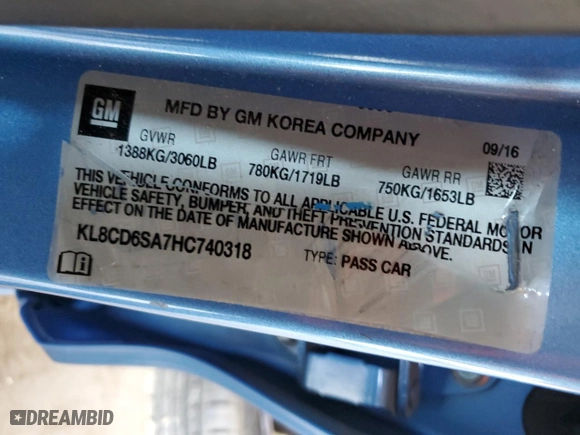 GM
MFD BY GM KOREA COMPANY
09/16
GVWR GAWR FRT GAWR RR
1388KG/3060LB 780KG/1719LB 750KG/1653LB
THIS VEHICLE CONFORMS TO ALL APPLICABLE U.S. FEDERAL MOTOR
VEHICLE SAFETY, BUMPER, AND THEFT PREVENTION STANDARDS IN
EFFECT ON THE DATE OF MANUFACTURE SHOWN ABOVE.
KL8CD6SA7HC740318
TYPE: PASS CAR
DREAMBID